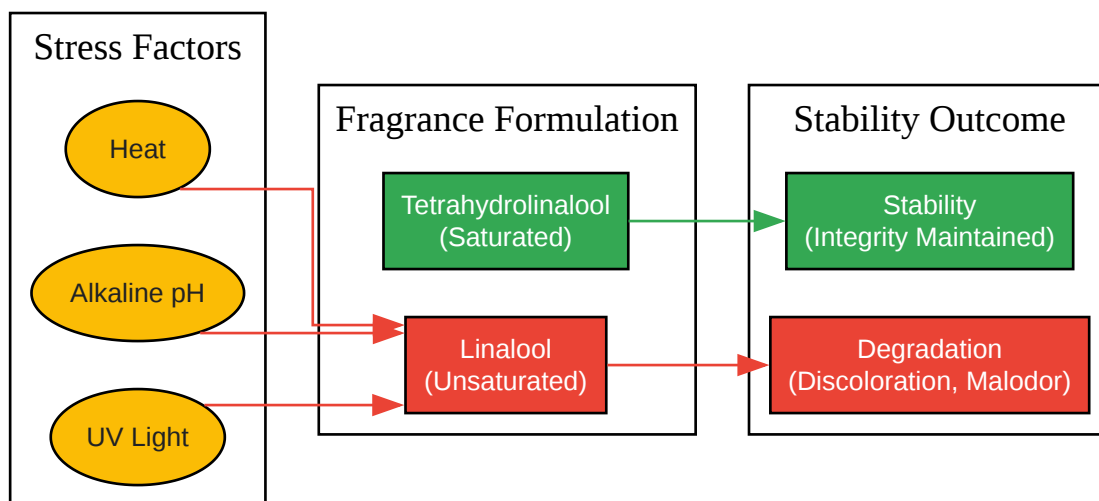 Stress Factors
Heat
Alkaline pH
UV Light
Fragrance Formulation
Tetrahydrolinalool
(Saturated)
Linalool
(Unsaturated)
Stability Outcome
Stability
(Integrity Maintained)
Degradation
(Discoloration, Malodor)